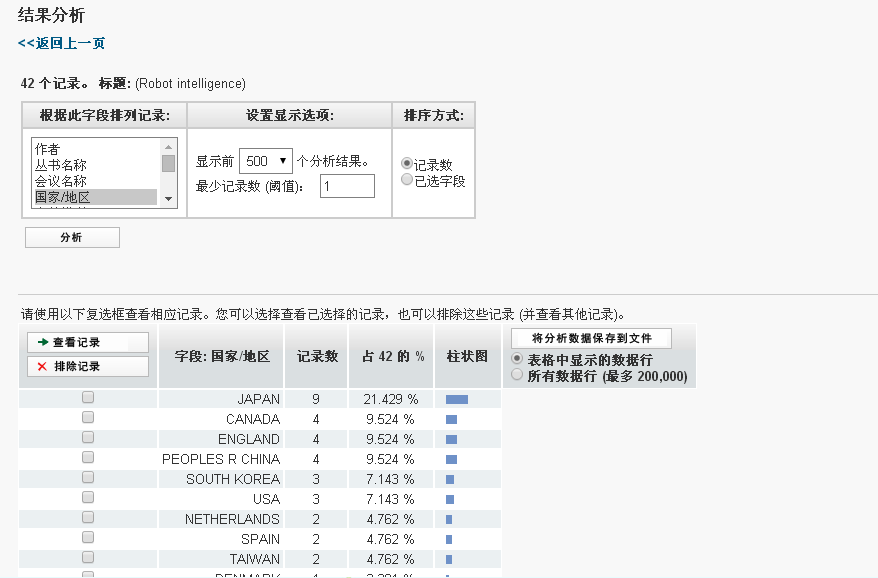 结果分析
<<返回上一页
42 个记录。 标题: (Robot intelligence)
根据此字段排列记录: 设置显示选项: 排序方式:
作者
丛书名称
会议名称
国家/地区
显示前 500 个分析结果。
最少记录数 (阈值): 1
记录数
已选字段
分析
请使用以下复选框查看相应记录。您可以选择查看已选择的记录，也可以排除这些记录 (并查看其他记录)。
查看记录
排除记录
字段: 国家/地区 记录数 占 42 的 % 柱状图
将分析数据保存到文件
表格中显示的数据行
所有数据行 (最多 200,000)
JAPAN 9 21.429 %
CANADA 4 9.524 %
ENGLAND 4 9.524 %
PEOPLES R CHINA 4 9.524 %
SOUTH KOREA 3 7.143 %
USA 3 7.143 %
NETHERLANDS 2 4.762 %
SPAIN 2 4.762 %
TAIWAN 2 4.762 %